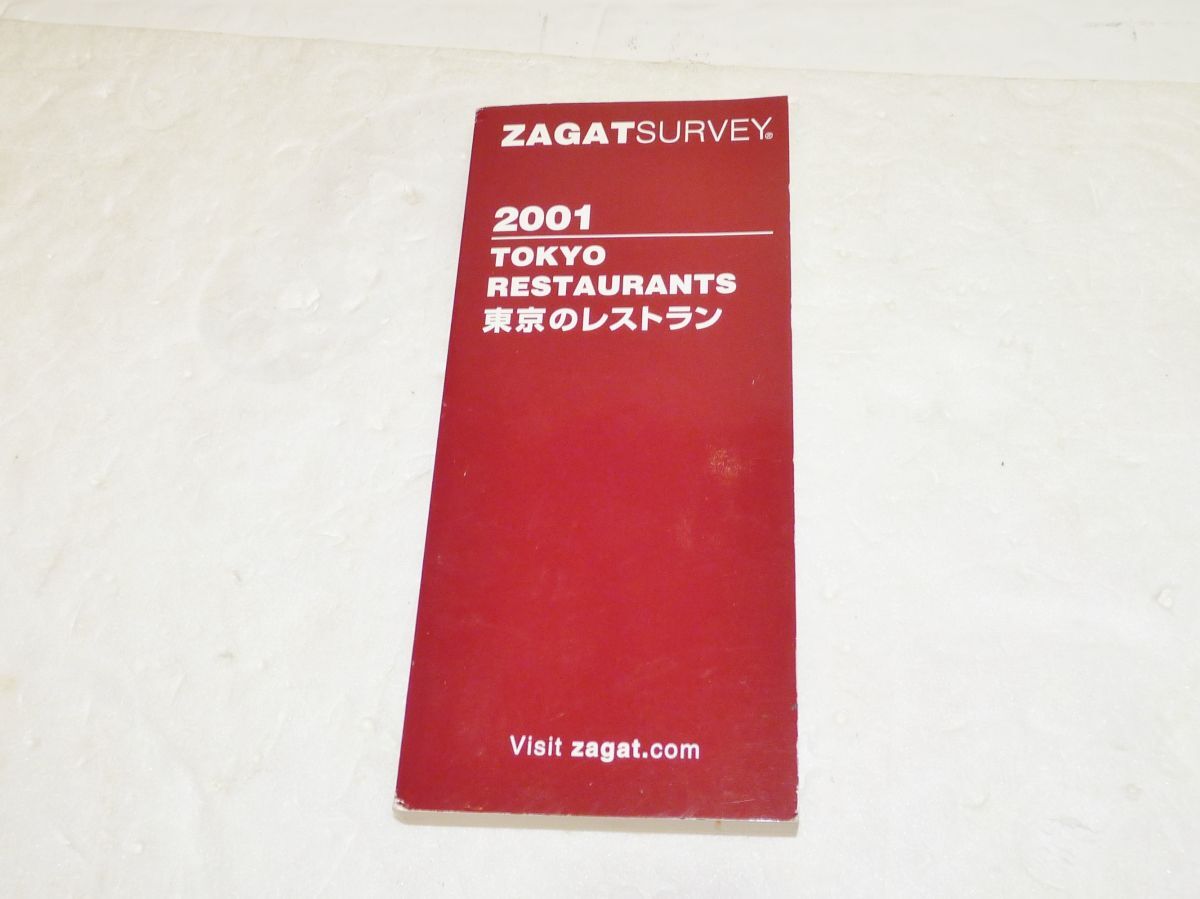 ZAGATSURVEY®
2001
TOKYO
RESTAURANTS
東京のレストラン
Visit zagat.com